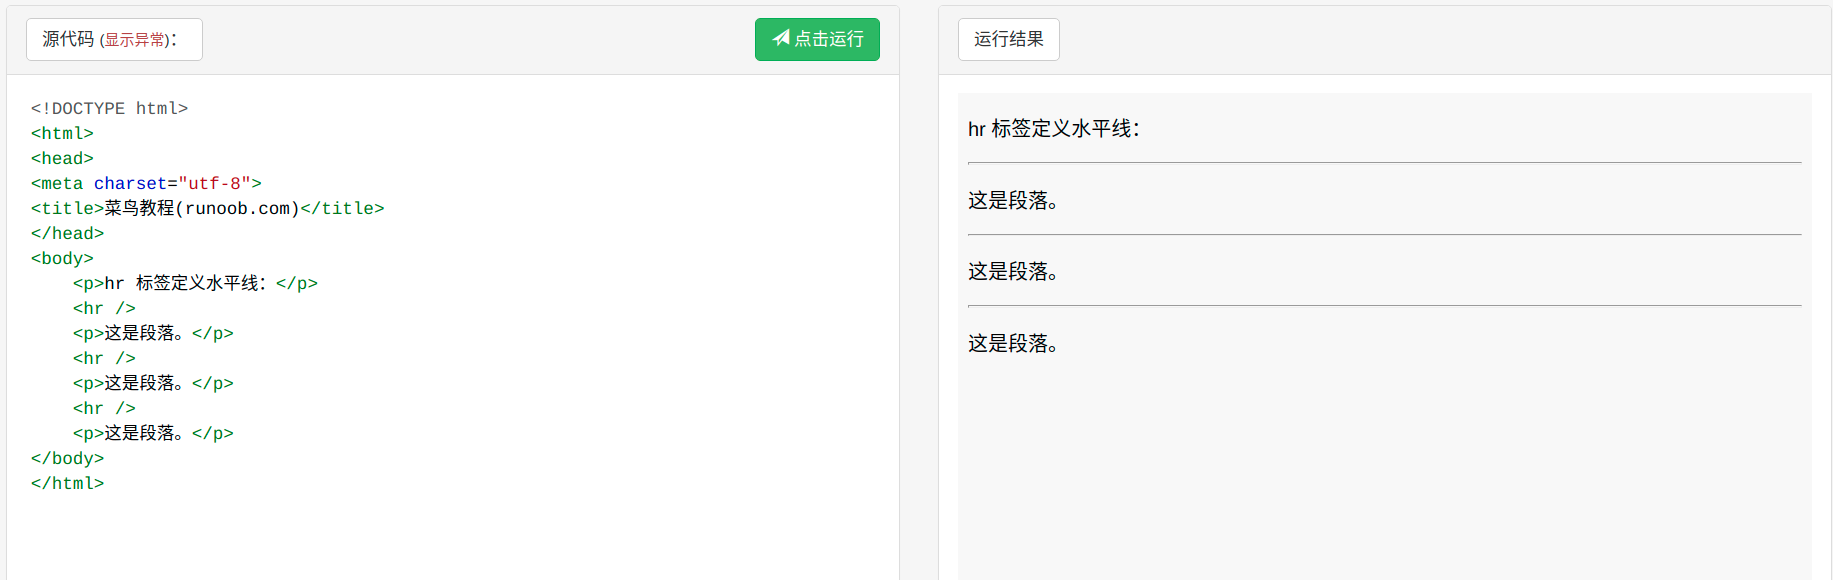 源代码 (显示异常)：
点击运行
<!DOCTYPE html>
<html>
<head>
<meta charset="utf-8">
<title>菜鸟教程(runoob.com)</title>
</head>
<body>
    <p>hr 标签定义水平线：</p>
    <hr />
    <p>这是段落。</p>
    <hr />
    <p>这是段落。</p>
    <hr />
    <p>这是段落。</p>
</body>
</html>
运行结果
hr 标签定义水平线：
这是段落。
这是段落。
这是段落。